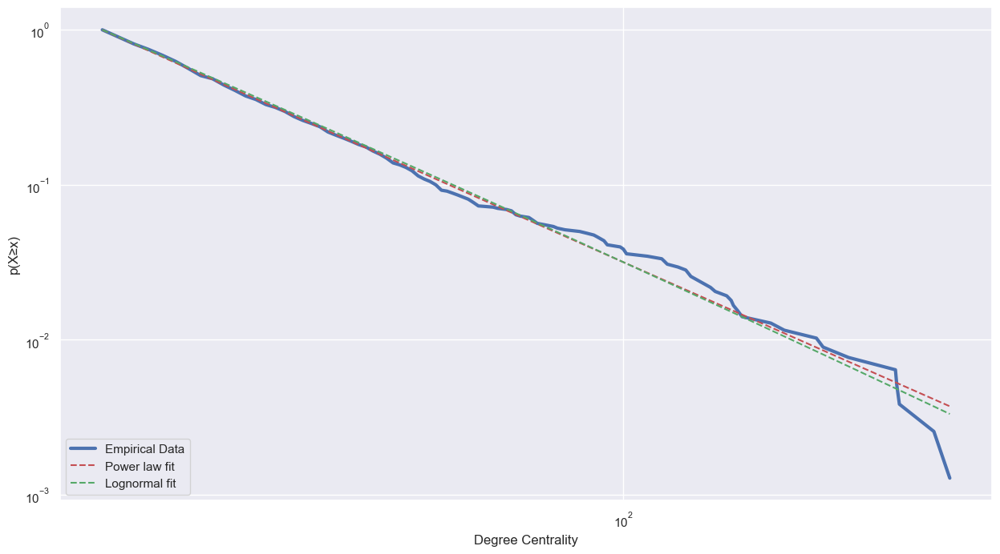 10⁰
10⁻¹
10⁻²
10⁻³
p(X≥x)
Empirical Data
Power law fit
Lognormal fit
10²
Degree Centrality